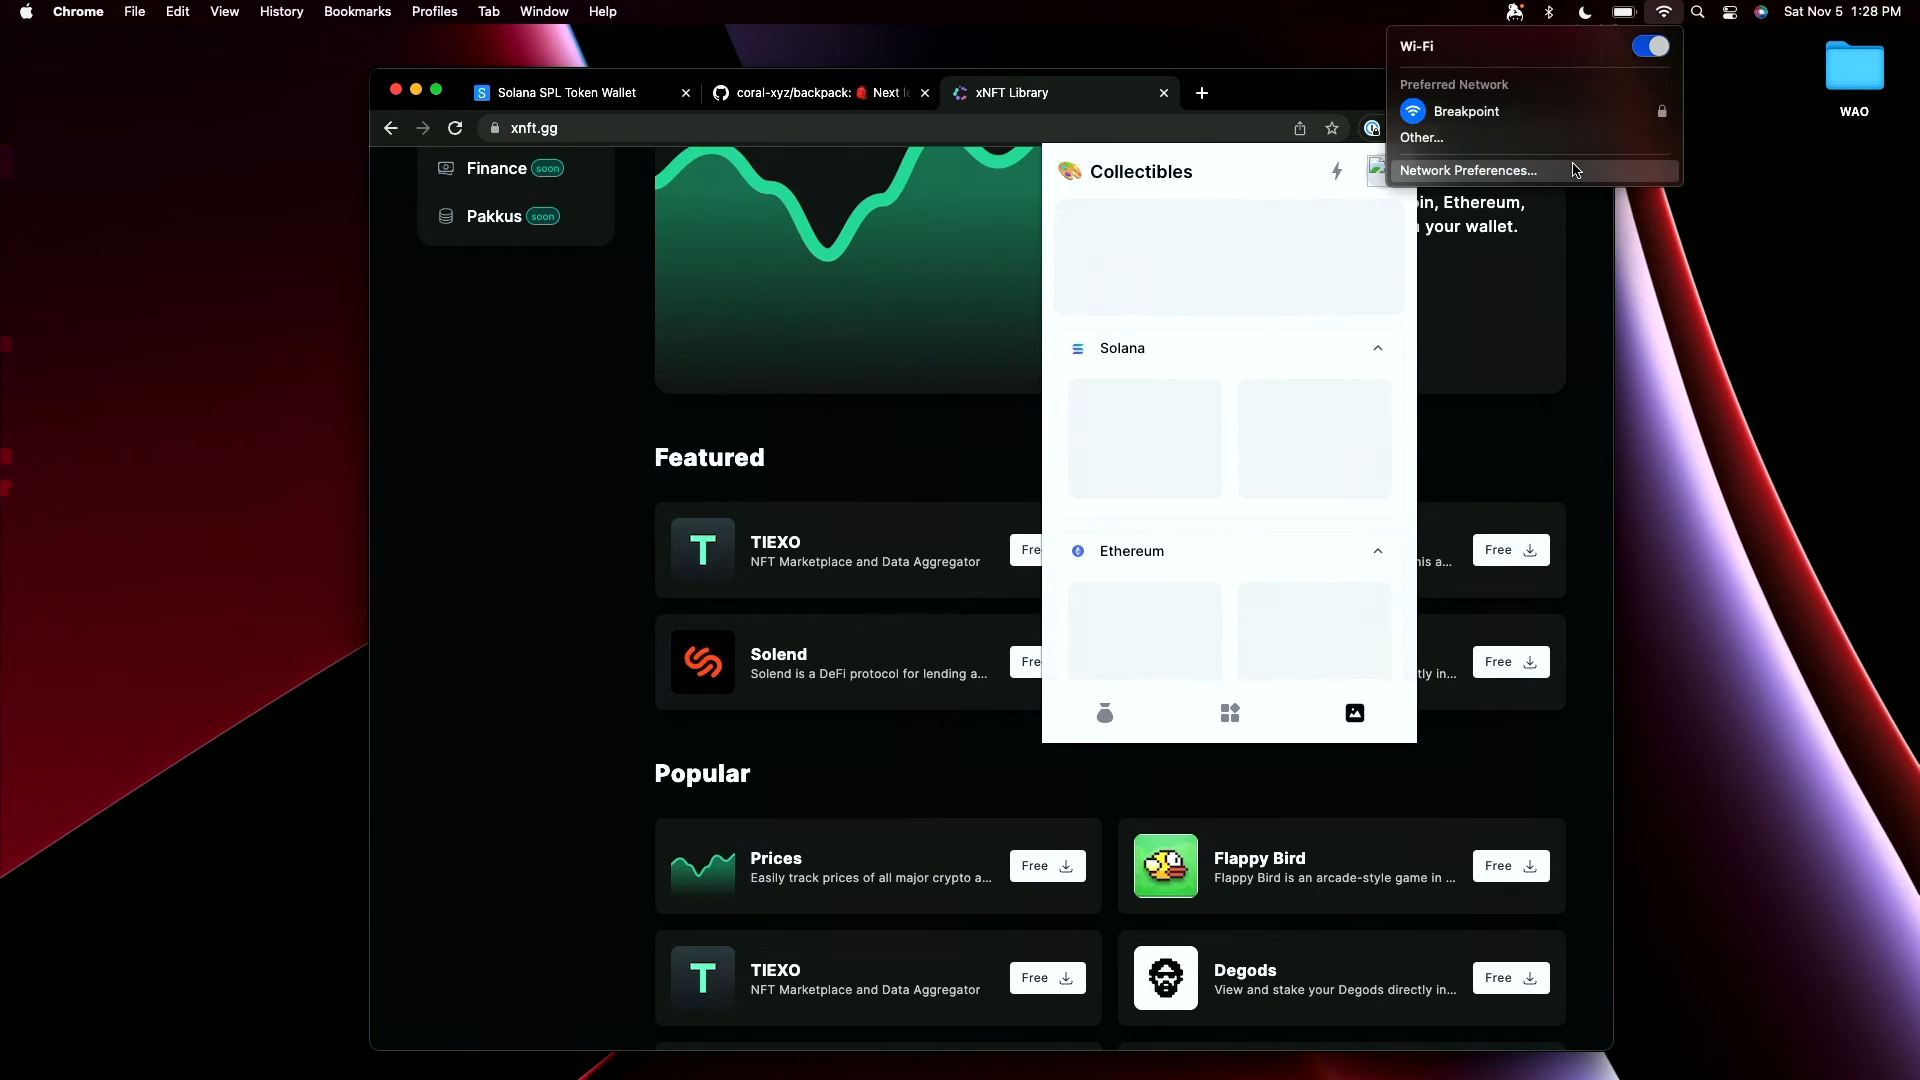 Chrome File Edit View History Bookmarks Profiles Tab Window Help
Sat Nov 5 1:28 PM
Wi-Fi
Preferred Network
Breakpoint
Other...
Network Preferences...
WAO
Solana SPL Token Wallet
coral-xyz/backpack: 🎒 Next
xNFT Library
xnft.gg
Finance soon
Pakkus soon
in, Ethereum,
your wallet.
Collectibles
Solana
Ethereum
Featured
TIEXO
NFT Marketplace and Data Aggregator
Fre
his a...
Free
Solend
Solend is a DeFi protocol for lending a...
Fre
tly in...
Free
Popular
Prices
Easily track prices of all major crypto a...
Free
Flappy Bird
Flappy Bird is an arcade-style game in ...
Free
TIEXO
NFT Marketplace and Data Aggregator
Free
Degods
View and stake your Degods directly in...
Free